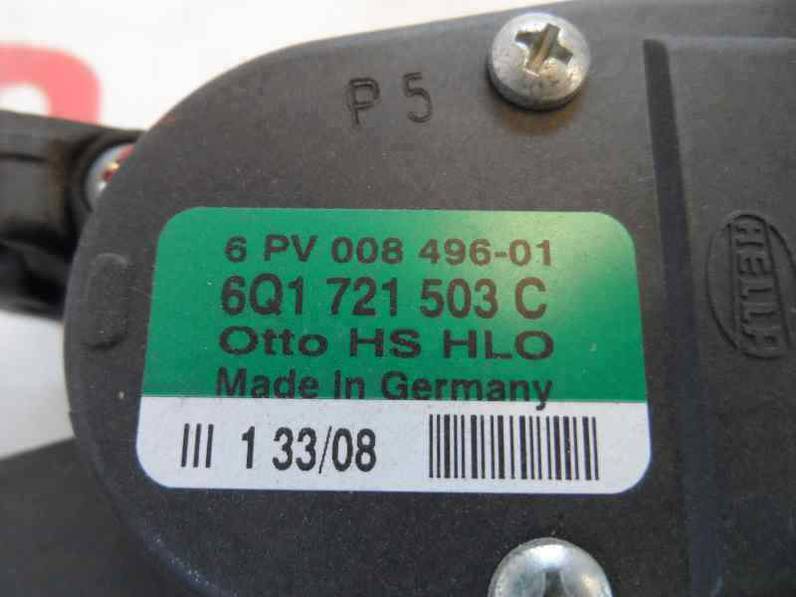 P 5
HELLA
6 PV 008 496-01
6Q1 721 503 C
Otto HS HLO
Made in Germany
III 1 33/08